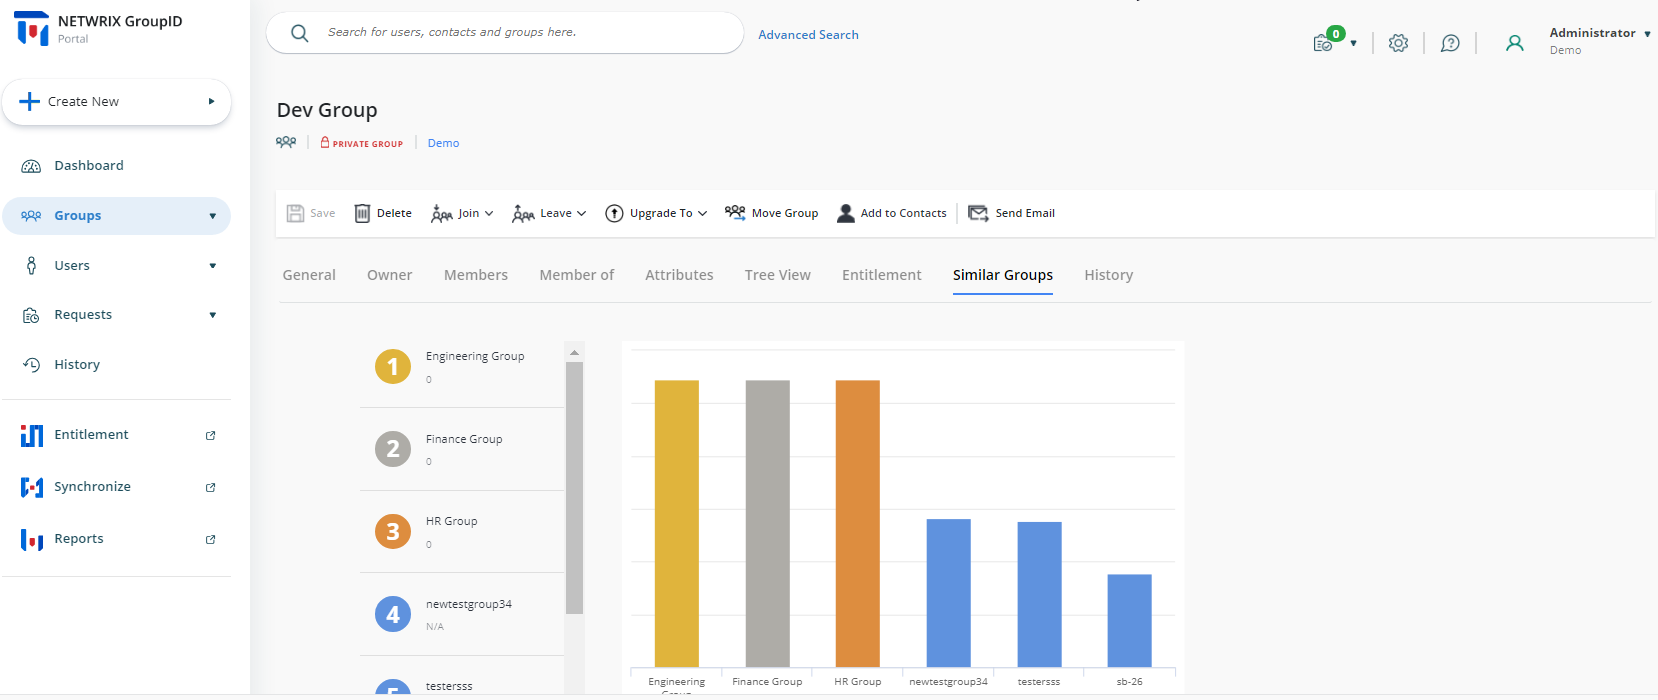 NETWRIX GroupID
Portal
Search for users, contacts and groups here.
Advanced Search
0
Administrator
Demo
Create New
Dashboard
Groups
Users
Requests
History
Entitlement
Synchronize
Reports
Dev Group
PRIVATE GROUP
Demo
Save
Delete
Join
Leave
Upgrade To
Move Group
Add to Contacts
Send Email
General
Owner
Members
Member of
Attributes
Tree View
Entitlement
Similar Groups
History
1
Engineering Group
0
2
Finance Group
0
3
HR Group
0
4
newtestgroup34
N/A
5
testersss
Engineering
Group
Finance Group
HR Group
newtestgroup34
testersss
sb-26